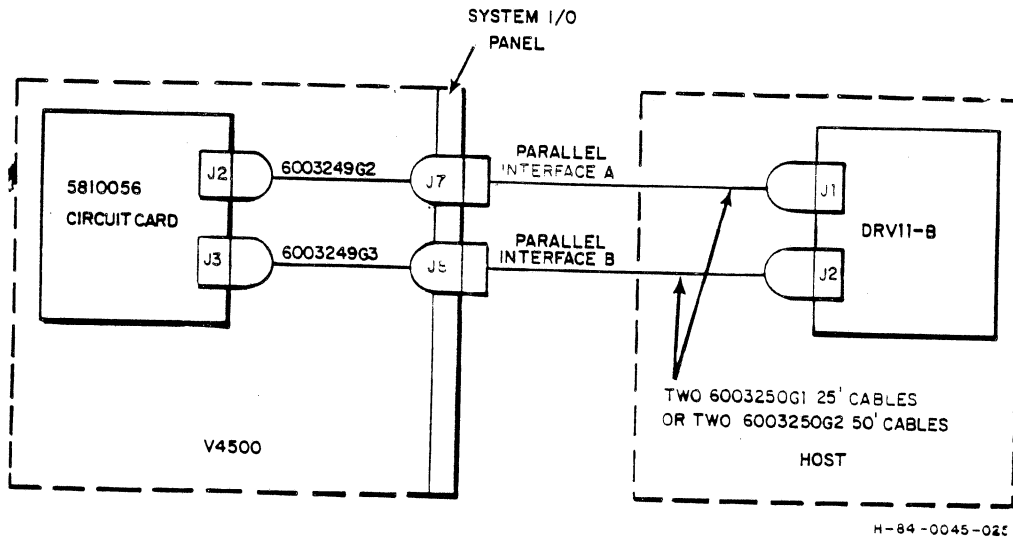 SYSTEM I/O
PANEL
5810056
CIRCUIT CARD
J2
6003249G2
J7
PARALLEL
INTERFACE A
J1
DRV11-B
J3
6003249G3
PARALLEL
INTERFACE B
J2
TWO 6003250G1 25' CABLES
OR TWO 6003250G2 50' CABLES
V4500
HOST
H-84-0045-02